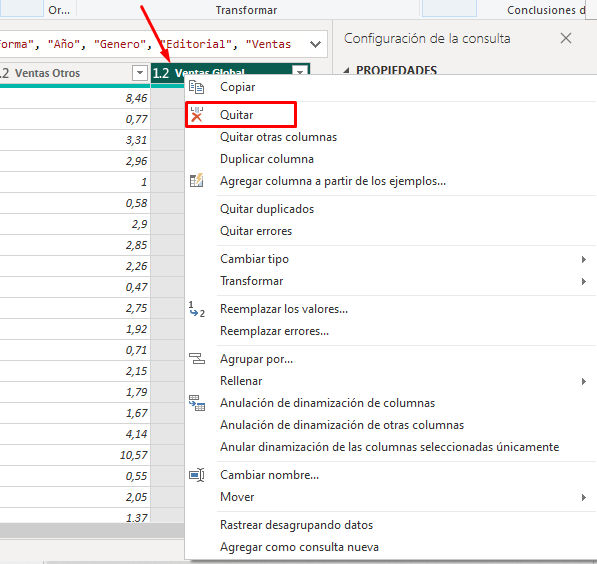 Or...
Transformar
Conclusiones d
forma", "Año", "Genero", "Editorial", "Ventas
Configuración de la consulta
PROPIEDADES
.2 Ventas Otros
1.2 Ventas Global
8,46
0,77
3,31
2,96
1
0,58
2,9
2,85
2,26
0,47
2,75
1,92
0,71
2,15
1,79
1,67
4,14
10,57
0,55
2,05
1,37
Copiar
Quitar
Quitar otras columnas
Duplicar columna
Agregar columna a partir de los ejemplos...
Quitar duplicados
Quitar errores
Cambiar tipo
Transformar
Reemplazar los valores...
Reemplazar errores...
Agrupar por...
Rellenar
Anulación de dinamización de columnas
Anulación de dinamización de otras columnas
Anular dinamización de las columnas seleccionadas únicamente
Cambiar nombre...
Mover
Rastrear desagrupando datos
Agregar como consulta nueva